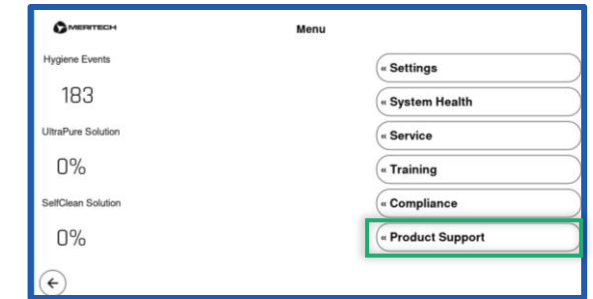 MERITECH
Menu
Hygiene Events
183
UltraPure Solution
0%
SelfClean Solution
0%
« Settings
« System Health
« Service
« Training
« Compliance
« Product Support